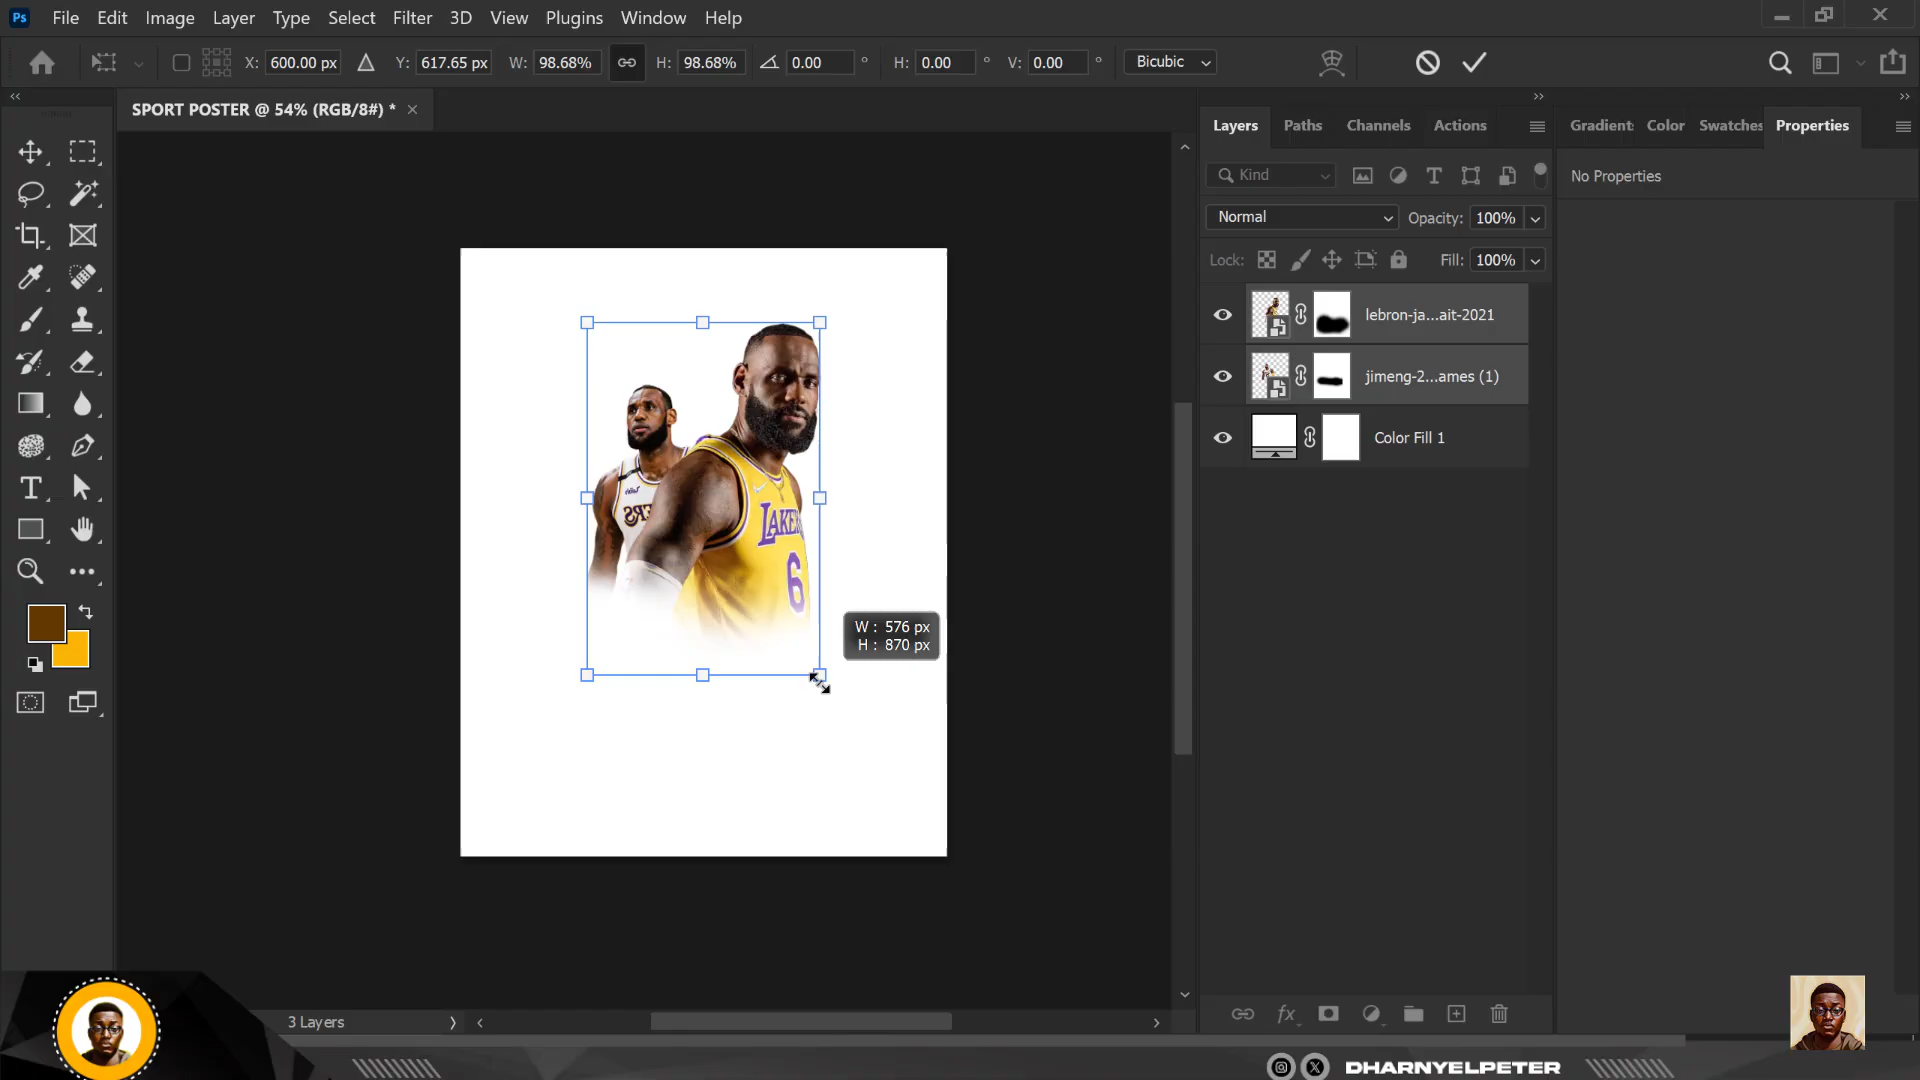 Ps File Edit Image Layer Type Select Filter 3D View Plugins Window Help
X: 600.00 px Y: 617.65 px W: 98.68% H: 98.68% 0.00 ° H: 0.00 ° V: 0.00 ° Bicubic
SPORT POSTER @ 54% (RGB/8#) *
Layers Paths Channels Actions
Gradient Color Swatches Properties
Kind
No Properties
Normal Opacity: 100%
Lock: Fill: 100%
lebron-ja...ait-2021
jimeng-2...ames (1)
Color Fill 1
LAKE
6
W : 576 px
H : 870 px
3 Layers
DHARNYELPETER